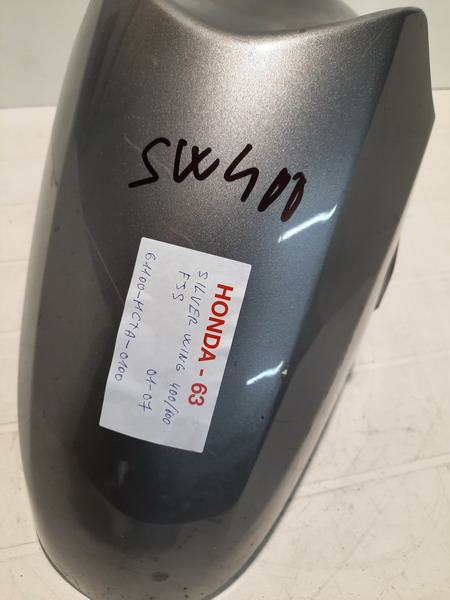 SW400
HONDA - 63
SILVER WING 400/600
FJS 01-07
61100-MCTA-0100